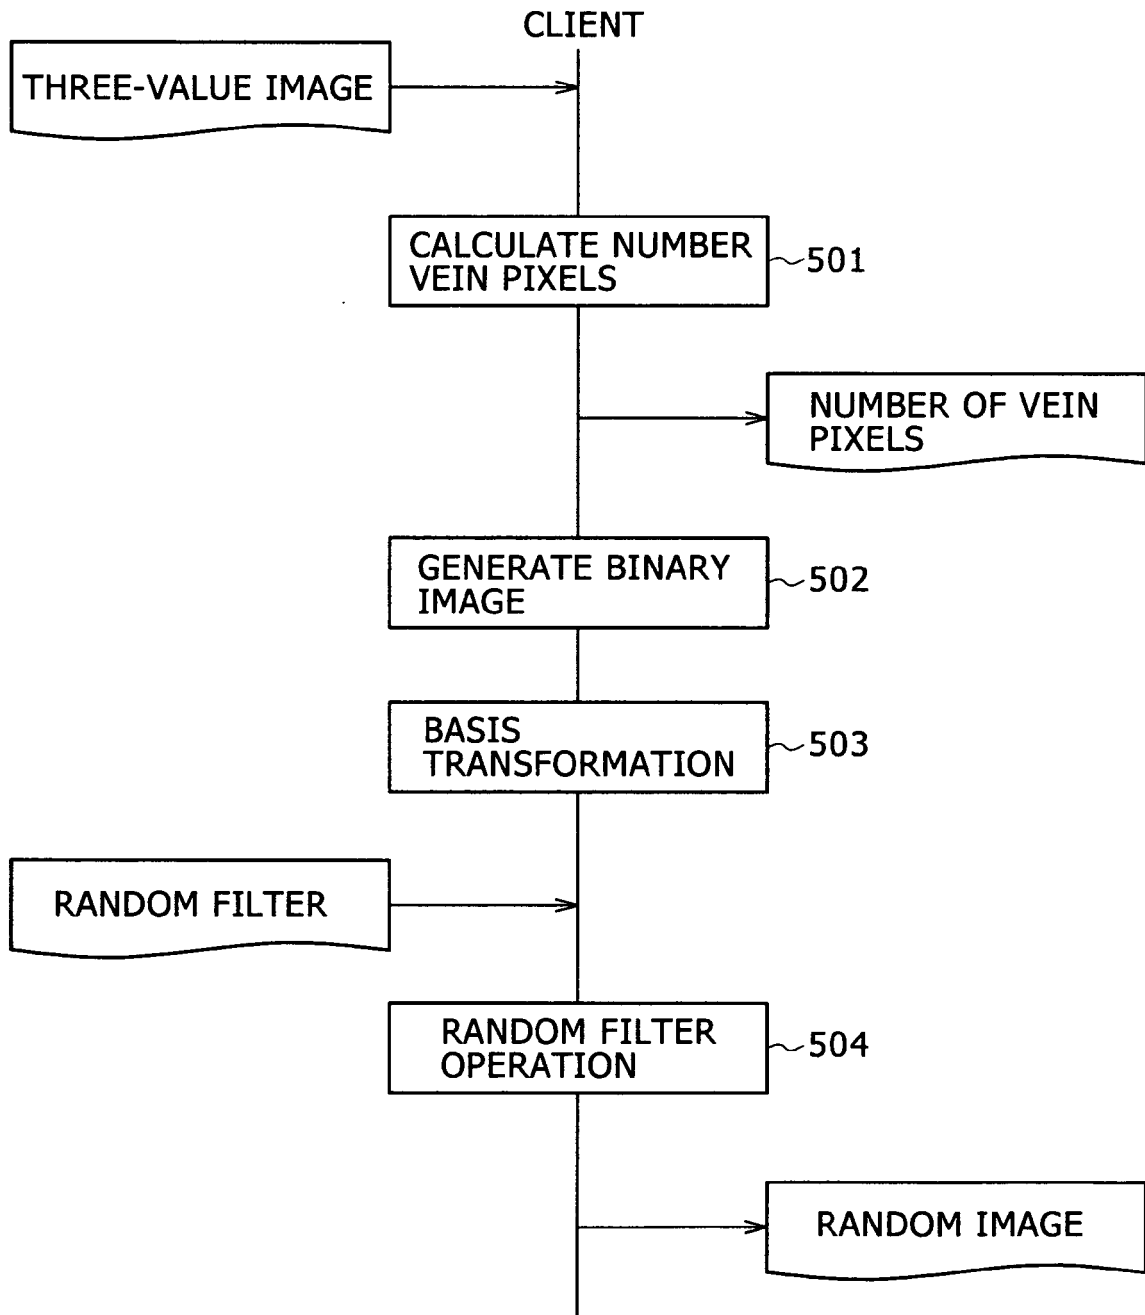 CLIENT
THREE-VALUE IMAGE
CALCULATE NUMBER
VEIN PIXELS
501
NUMBER OF VEIN
PIXELS
GENERATE BINARY
IMAGE
502
BASIS
TRANSFORMATION
503
RANDOM FILTER
RANDOM FILTER
OPERATION
504
RANDOM IMAGE